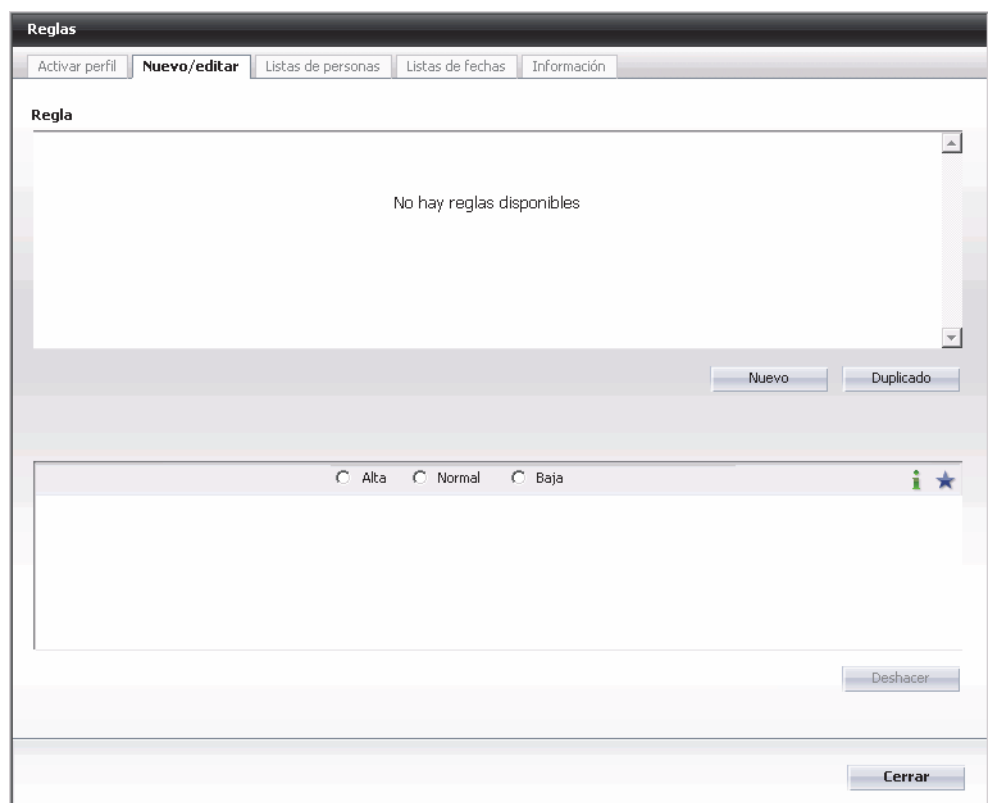 Reglas
Activar perfil Nuevo/editar Listas de personas Listas de fechas Información
Regla
No hay reglas disponibles
Nuevo Duplicado
Alta Normal Baja
Deshacer
Cerrar